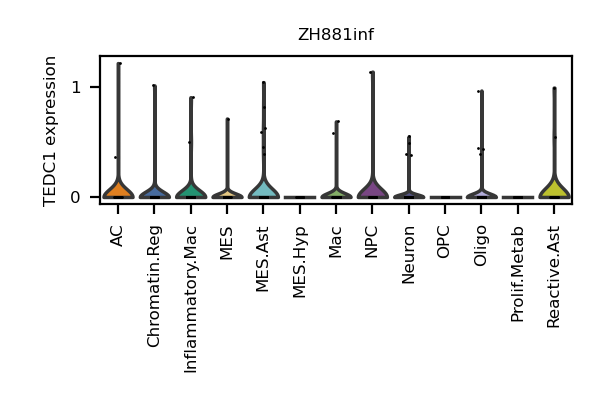 ZH881inf
TEDC1 expression
1
0
AC
Chromatin.Reg
Inflammatory.Mac
MES
MES.Ast
MES.Hyp
Mac
NPC
Neuron
OPC
Oligo
Prolif.Metab
Reactive.Ast